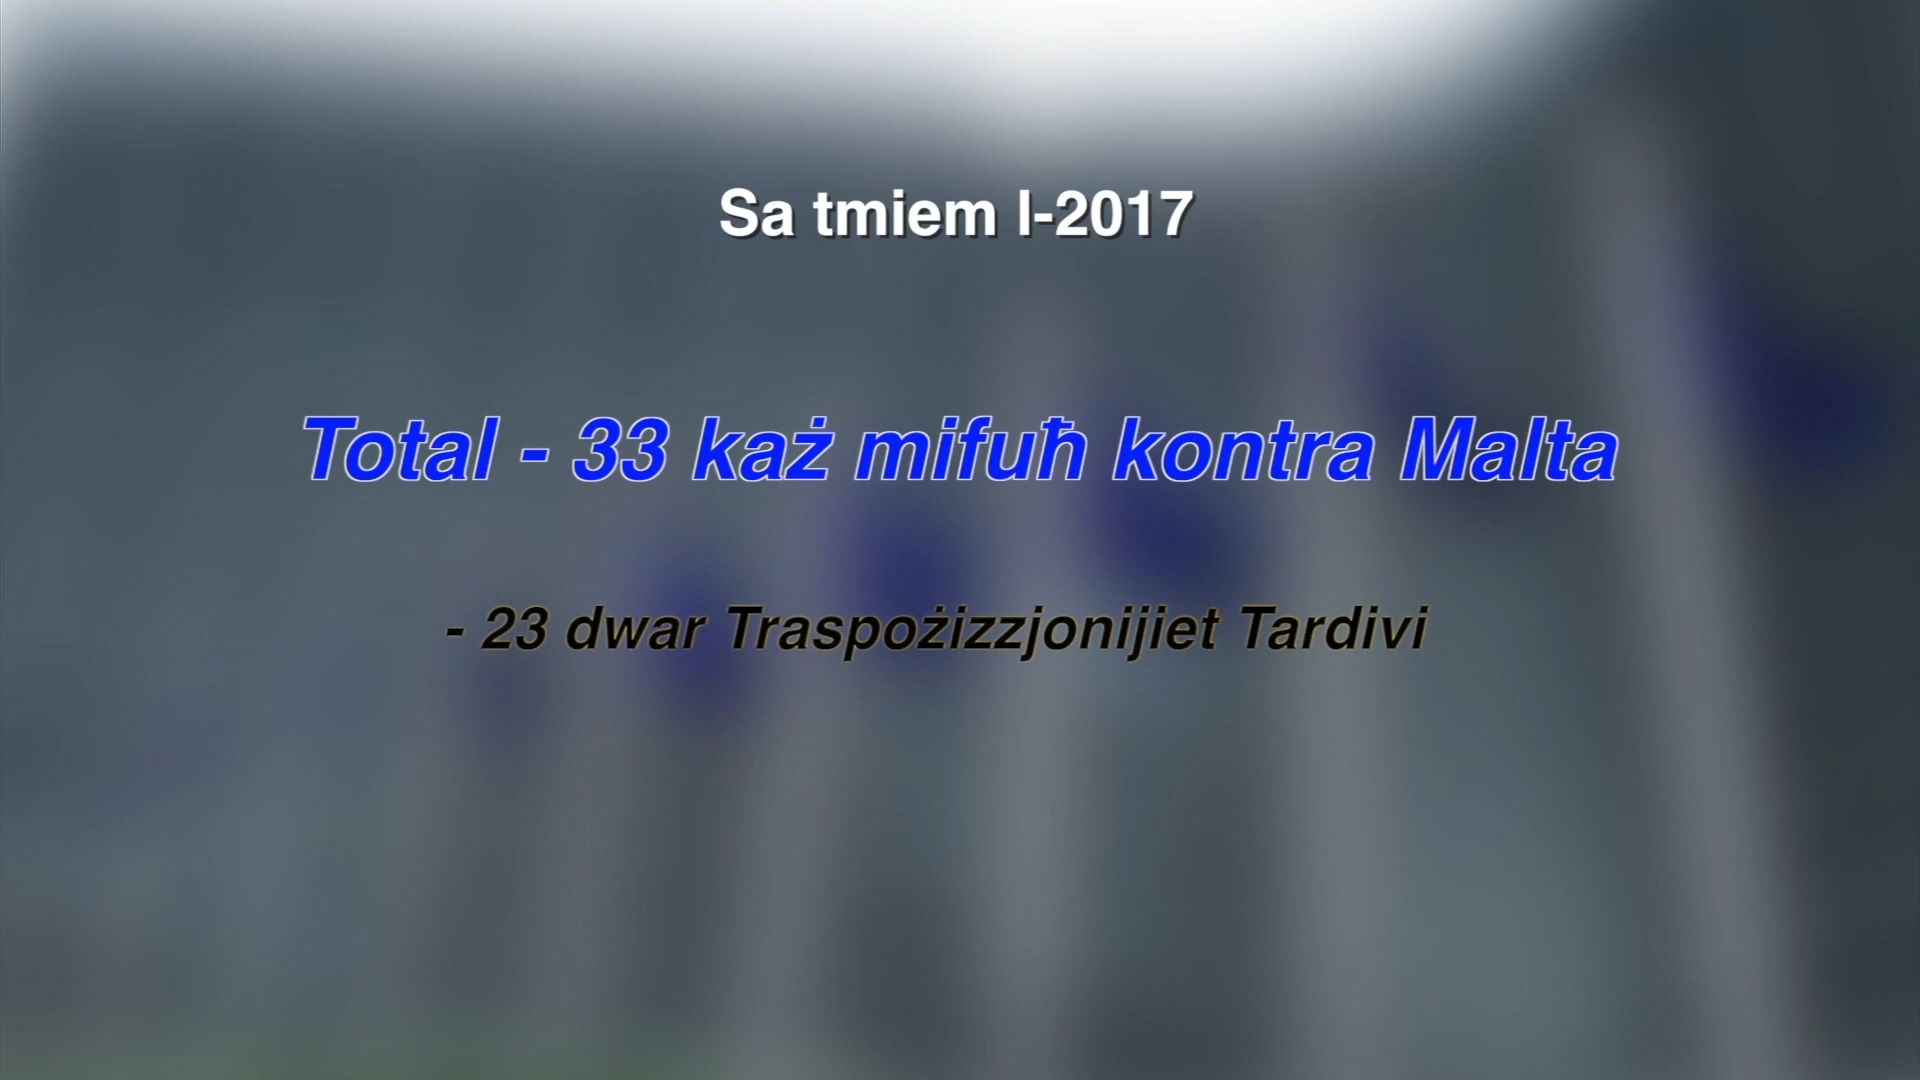 Sa tmiem l-2017
Total - 33 każ mifuħ kontra Malta
- 23 dwar Traspożizzjonijiet Tardivi